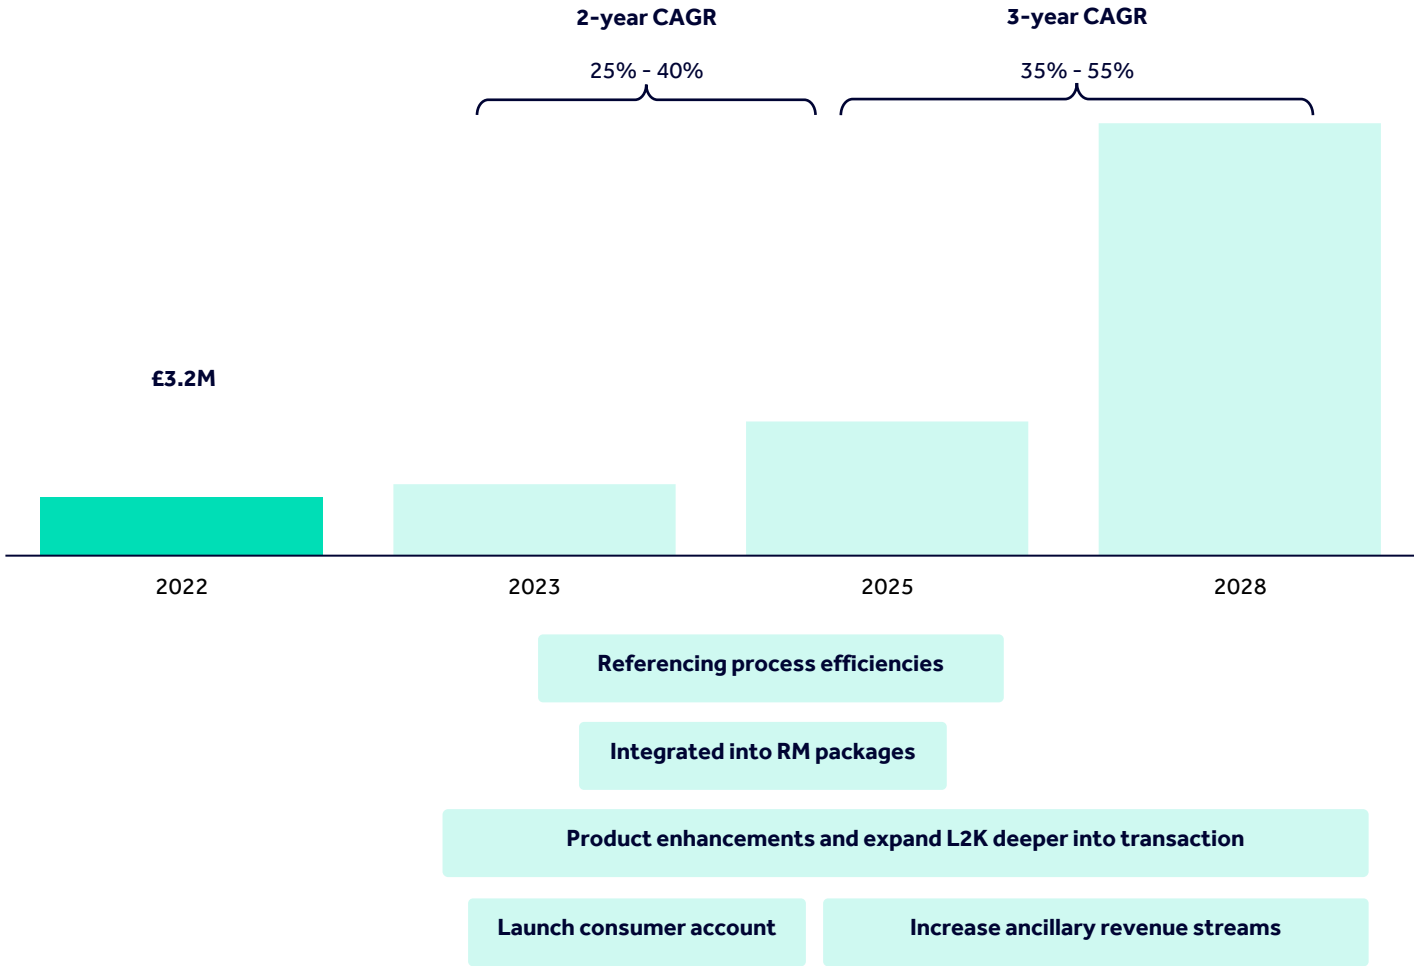 2-year CAGR
3-year CAGR
25% - 40%
35% - 55%
£3.2M
2022
2023
2025
2028
Referencing process efficiencies
Integrated into RM packages
Product enhancements and expand L2K deeper into transaction
Launch consumer account
Increase ancillary revenue streams